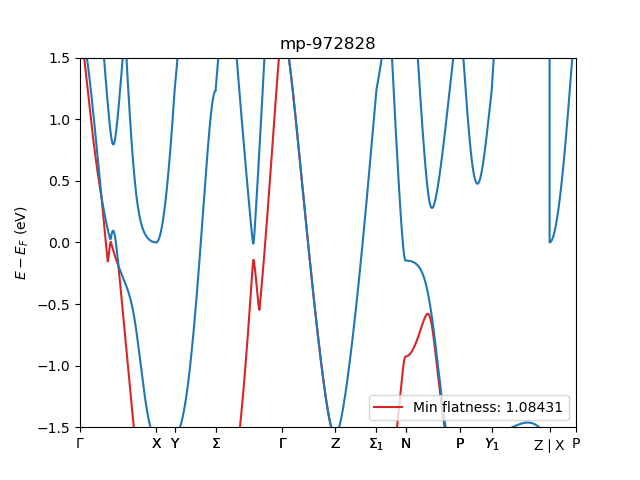 mp-972828
E − E_F (eV)
1.5
1.0
0.5
0.0
−0.5
−1.0
−1.5
Min flatness: 1.08431
Γ X Y Σ Γ Z Σ₁ N P Y₁ Z | X P